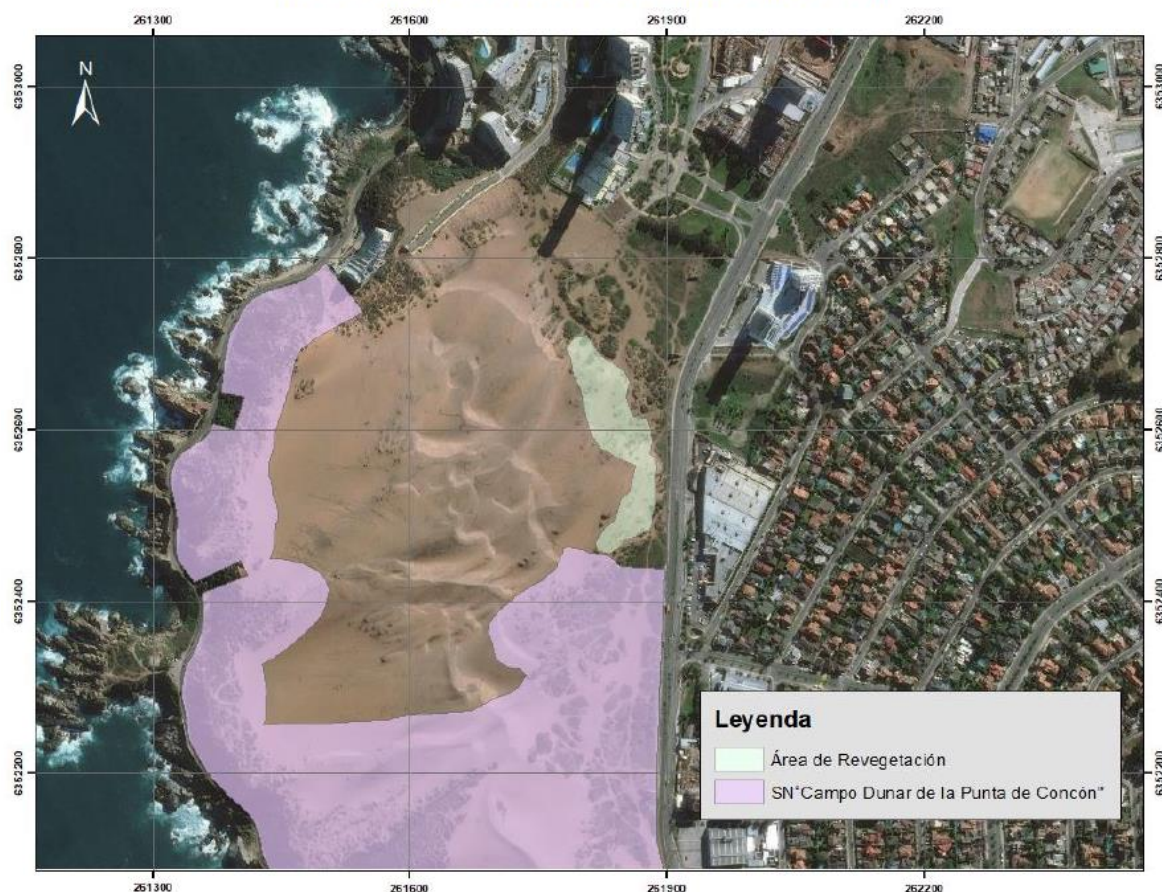 261300 261600 261900 262200
N
6353000 6353000
6352800 6352800
6352600 6352600
6352400 6352400
6352200 6352200
Leyenda
Área de Revegetación
SN"Campo Dunar de la Punta de Concón"
261300 261600 261900 262200